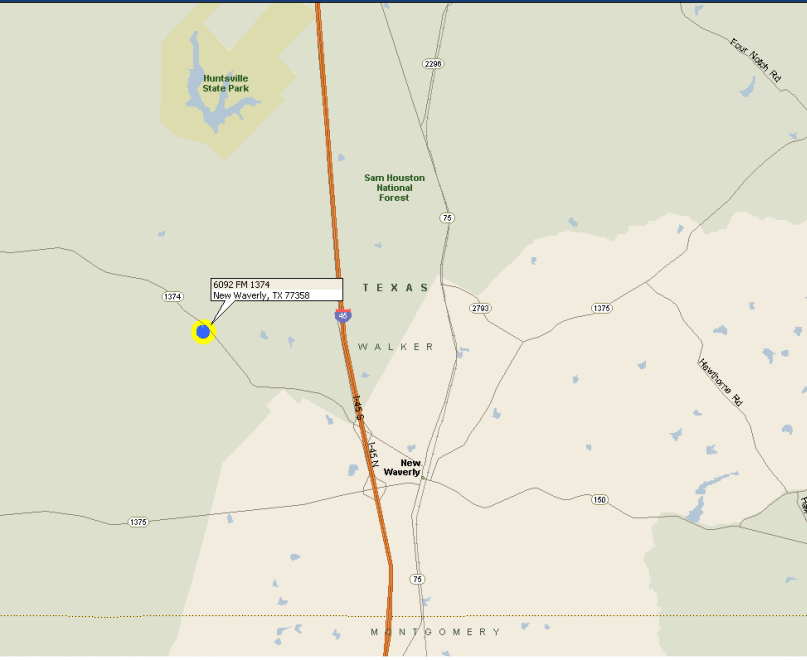 Four Notch Rd
2296
Huntsville
State Park
Sam Houston
National
Forest
75
6092 FM 1374
New Waverly, TX 77358
1374
TEXAS
45
2793
1375
WALKER
Hawthorne Rd
I-45 S
I-45 N
New
Waverly
150
1375
75
MONTGOMERY